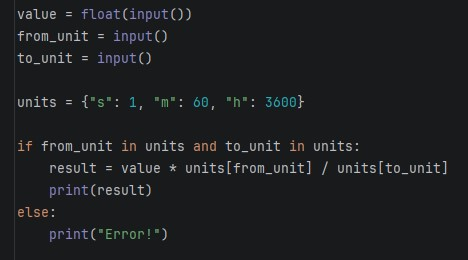 value = float(input())
from_unit = input()
to_unit = input()

units = {"s": 1, "m": 60, "h": 3600}

if from_unit in units and to_unit in units:
    result = value * units[from_unit] / units[to_unit]
    print(result)
else:
    print("Error!")